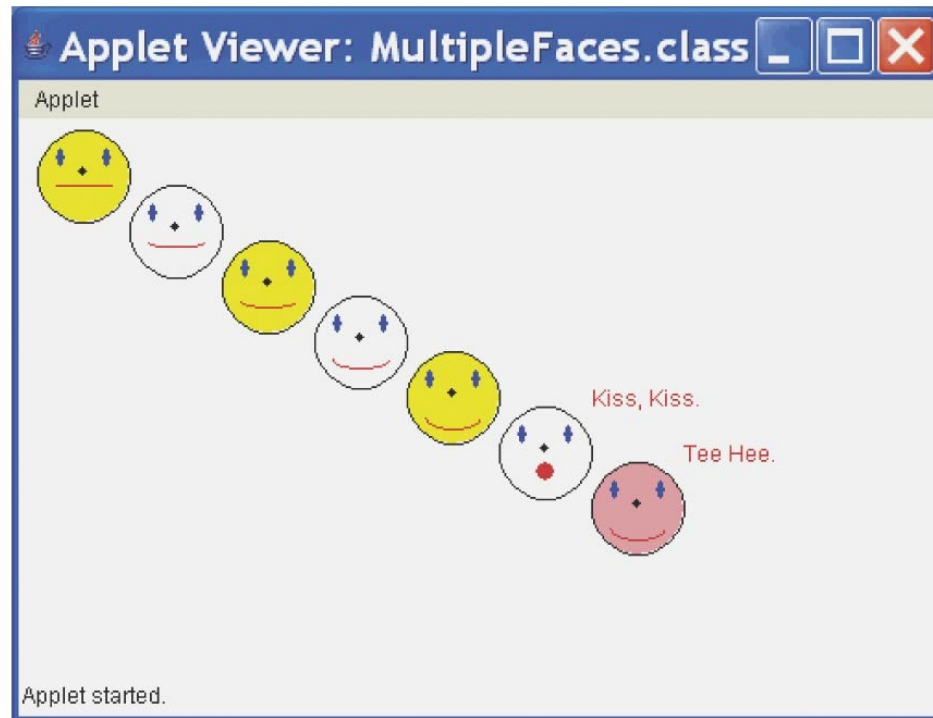 Applet Viewer: MultipleFaces.class
Applet
Kiss, Kiss.
Tee Hee.
Applet started.